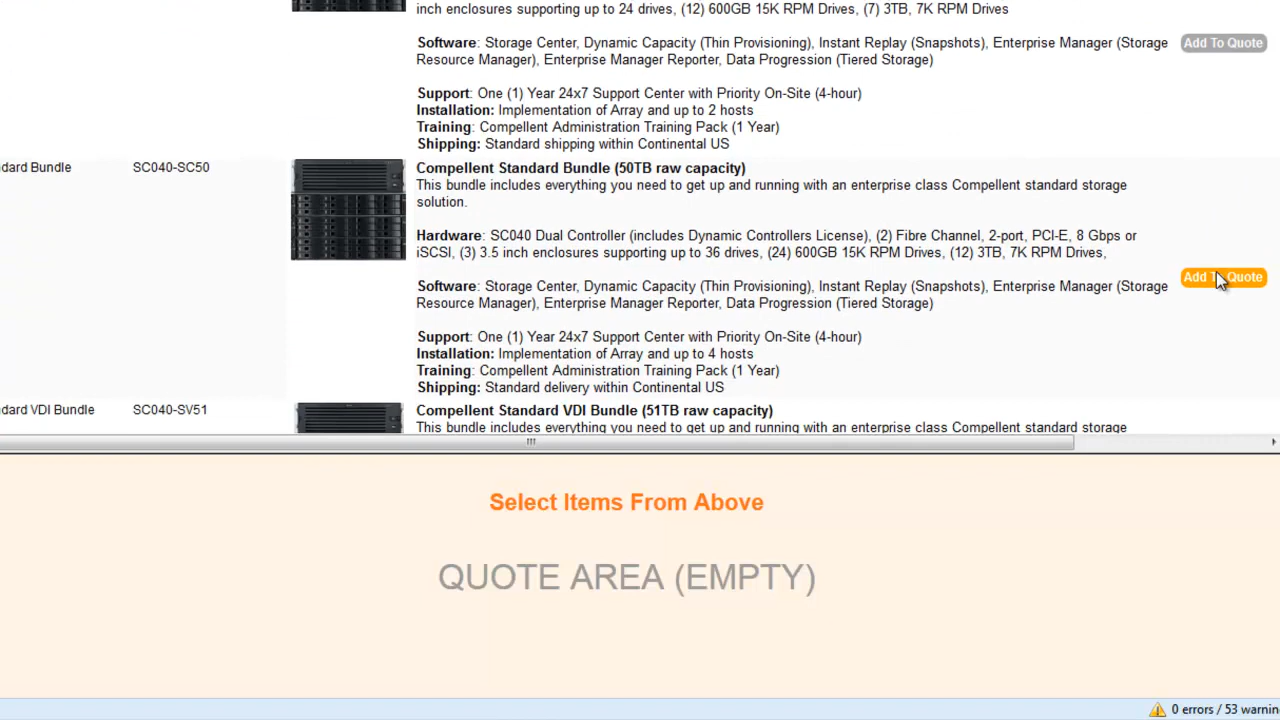 inch enclosures supporting up to 24 drives, (12) 600GB 15K RPM Drives, (7) 3TB, 7K RPM Drives
Software: Storage Center, Dynamic Capacity (Thin Provisioning), Instant Replay (Snapshots), Enterprise Manager (Storage
Resource Manager), Enterprise Manager Reporter, Data Progression (Tiered Storage)
Add To Quote
Support: One (1) Year 24x7 Support Center with Priority On-Site (4-hour)
Installation: Implementation of Array and up to 2 hosts
Training: Compellent Administration Training Pack (1 Year)
Shipping: Standard shipping within Continental US
dard Bundle
SC040-SC50
Compellent Standard Bundle (50TB raw capacity)
This bundle includes everything you need to get up and running with an enterprise class Compellent standard storage
solution.
Hardware: SC040 Dual Controller (includes Dynamic Controllers License), (2) Fibre Channel, 2-port, PCI-E, 8 Gbps or
iSCSI, (3) 3.5 inch enclosures supporting up to 36 drives, (24) 600GB 15K RPM Drives, (12) 3TB, 7K RPM Drives,
Software: Storage Center, Dynamic Capacity (Thin Provisioning), Instant Replay (Snapshots), Enterprise Manager (Storage
Resource Manager), Enterprise Manager Reporter, Data Progression (Tiered Storage)
Add To Quote
Support: One (1) Year 24x7 Support Center with Priority On-Site (4-hour)
Installation: Implementation of Array and up to 4 hosts
Training: Compellent Administration Training Pack (1 Year)
Shipping: Standard delivery within Continental US
dard VDI Bundle
SC040-SV51
Compellent Standard VDI Bundle (51TB raw capacity)
This bundle includes everything you need to get up and running with an enterprise class Compellent standard storage
Select Items From Above
QUOTE AREA (EMPTY)
0 errors / 53 warnin